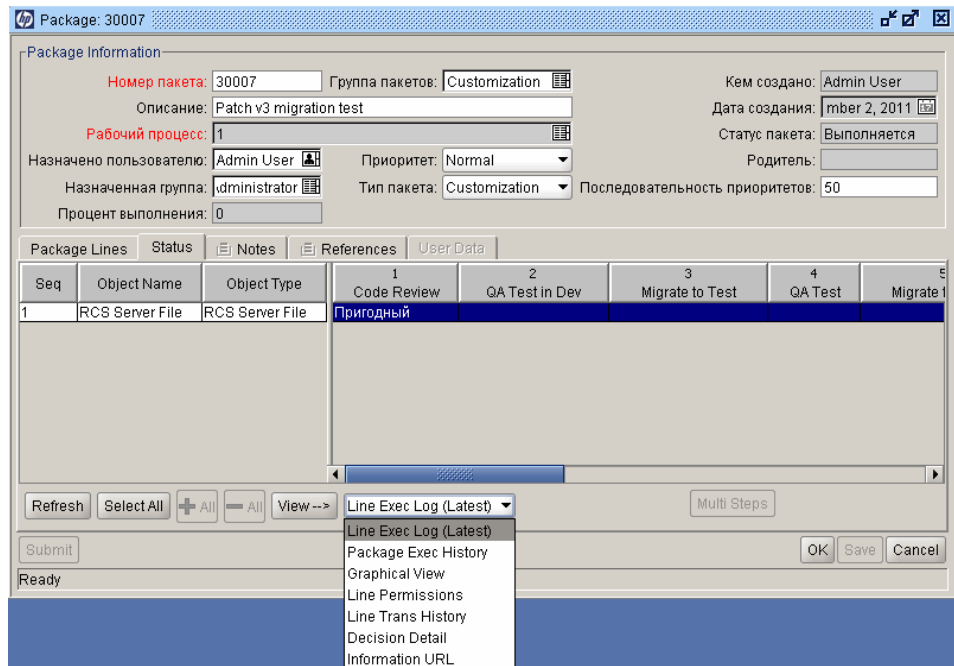 hp Package: 30007
Package Information
Номер пакета: 30007 Группа пакетов: Customization Кем создано: Admin User
Описание: Patch v3 migration test Дата создания: mber 2, 2011
Рабочий процесс: 1 Статус пакета: Выполняется
Назначено пользователю: Admin User Приоритет: Normal Родитель:
Назначенная группа: dministrator Тип пакета: Customization Последовательность приоритетов: 50
Процент выполнения: 0
Package Lines Status Notes References User Data
Seq Object Name Object Type 1 Code Review 2 QA Test in Dev 3 Migrate to Test 4 QA Test 5 Migrate t
1 RCS Server File RCS Server File Пригодный
Refresh Select All All All View --> Line Exec Log (Latest) Multi Steps
Line Exec Log (Latest)
Submit OK Save Cancel
Package Exec History
Graphical View
Ready
Line Permissions
Line Trans History
Decision Detail
Information URL